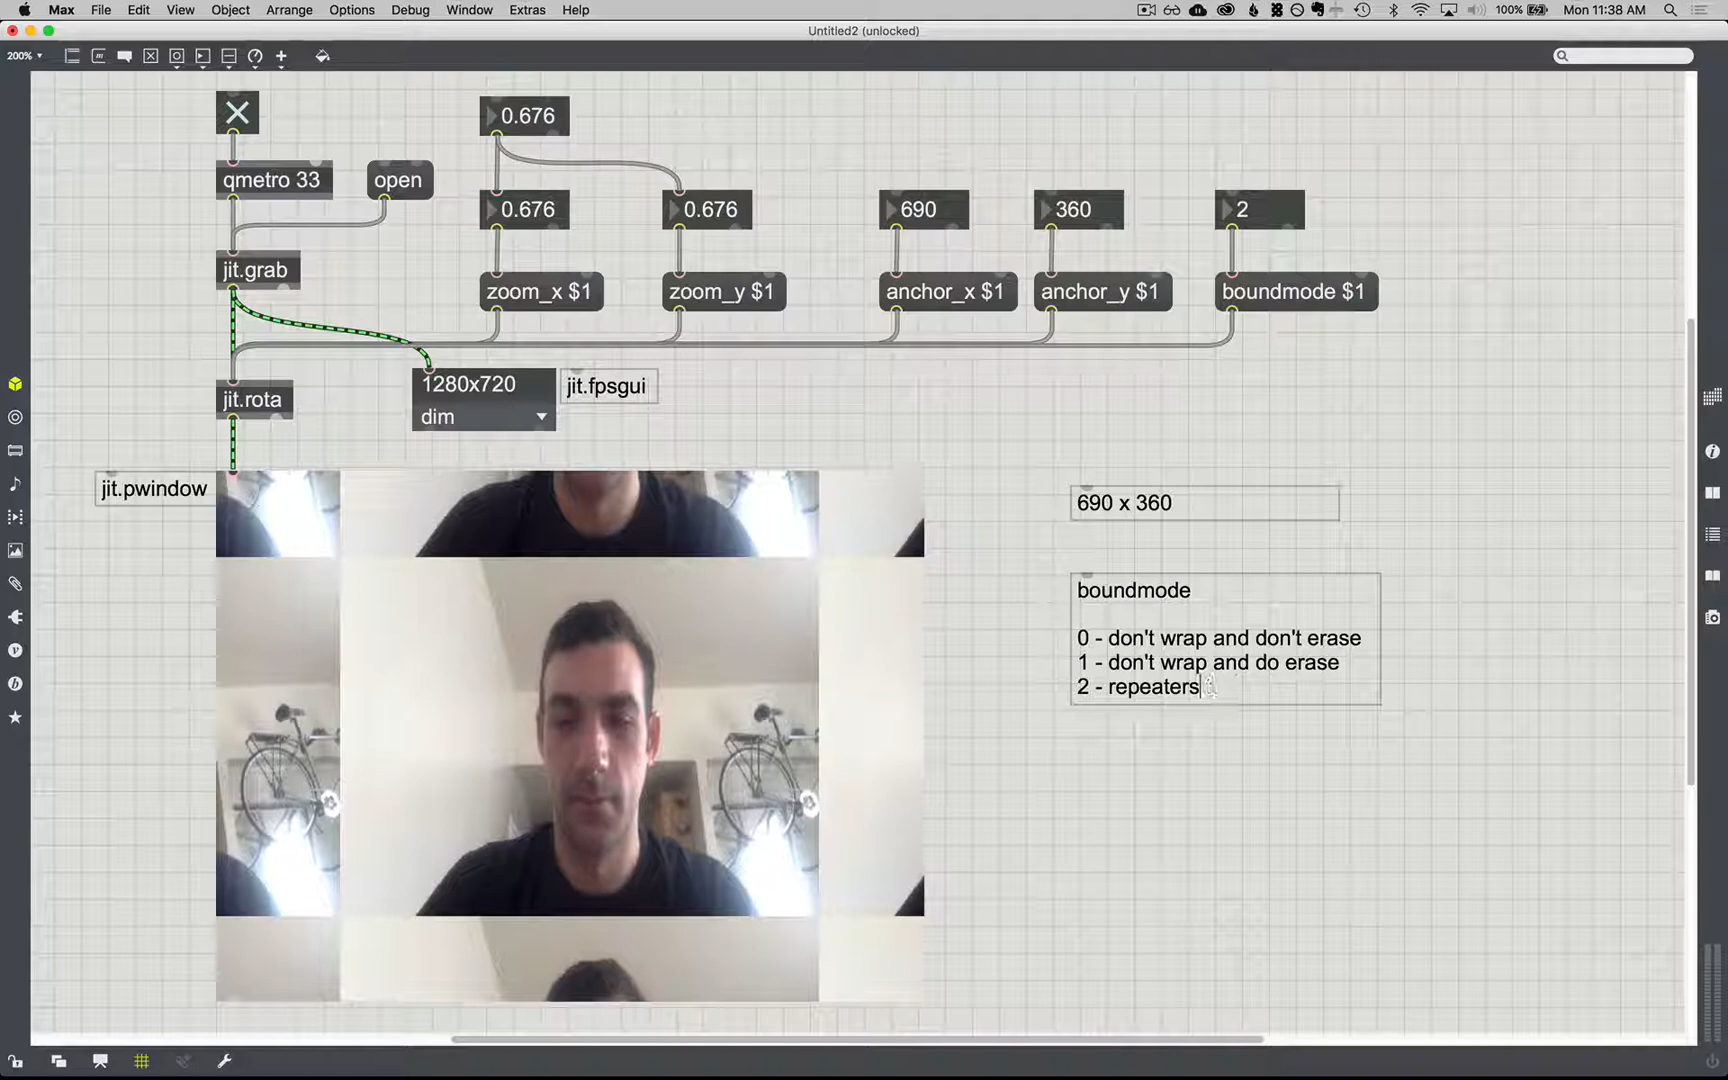 Max File Edit View Object Arrange Options Debug Window Extras Help
100% Mon 11:38 AM
Untitled2 (unlocked)
200%
0.676
qmetro 33 open
0.676 0.676 690 360 2
jit.grab
zoom_x $1 zoom_y $1 anchor_x $1 anchor_y $1 boundmode $1
jit.rota
1280x720
dim
jit.fpsgui
jit.pwindow
690 x 360
boundmode
0 - don't wrap and don't erase
1 - don't wrap and do erase
2 - repeaters